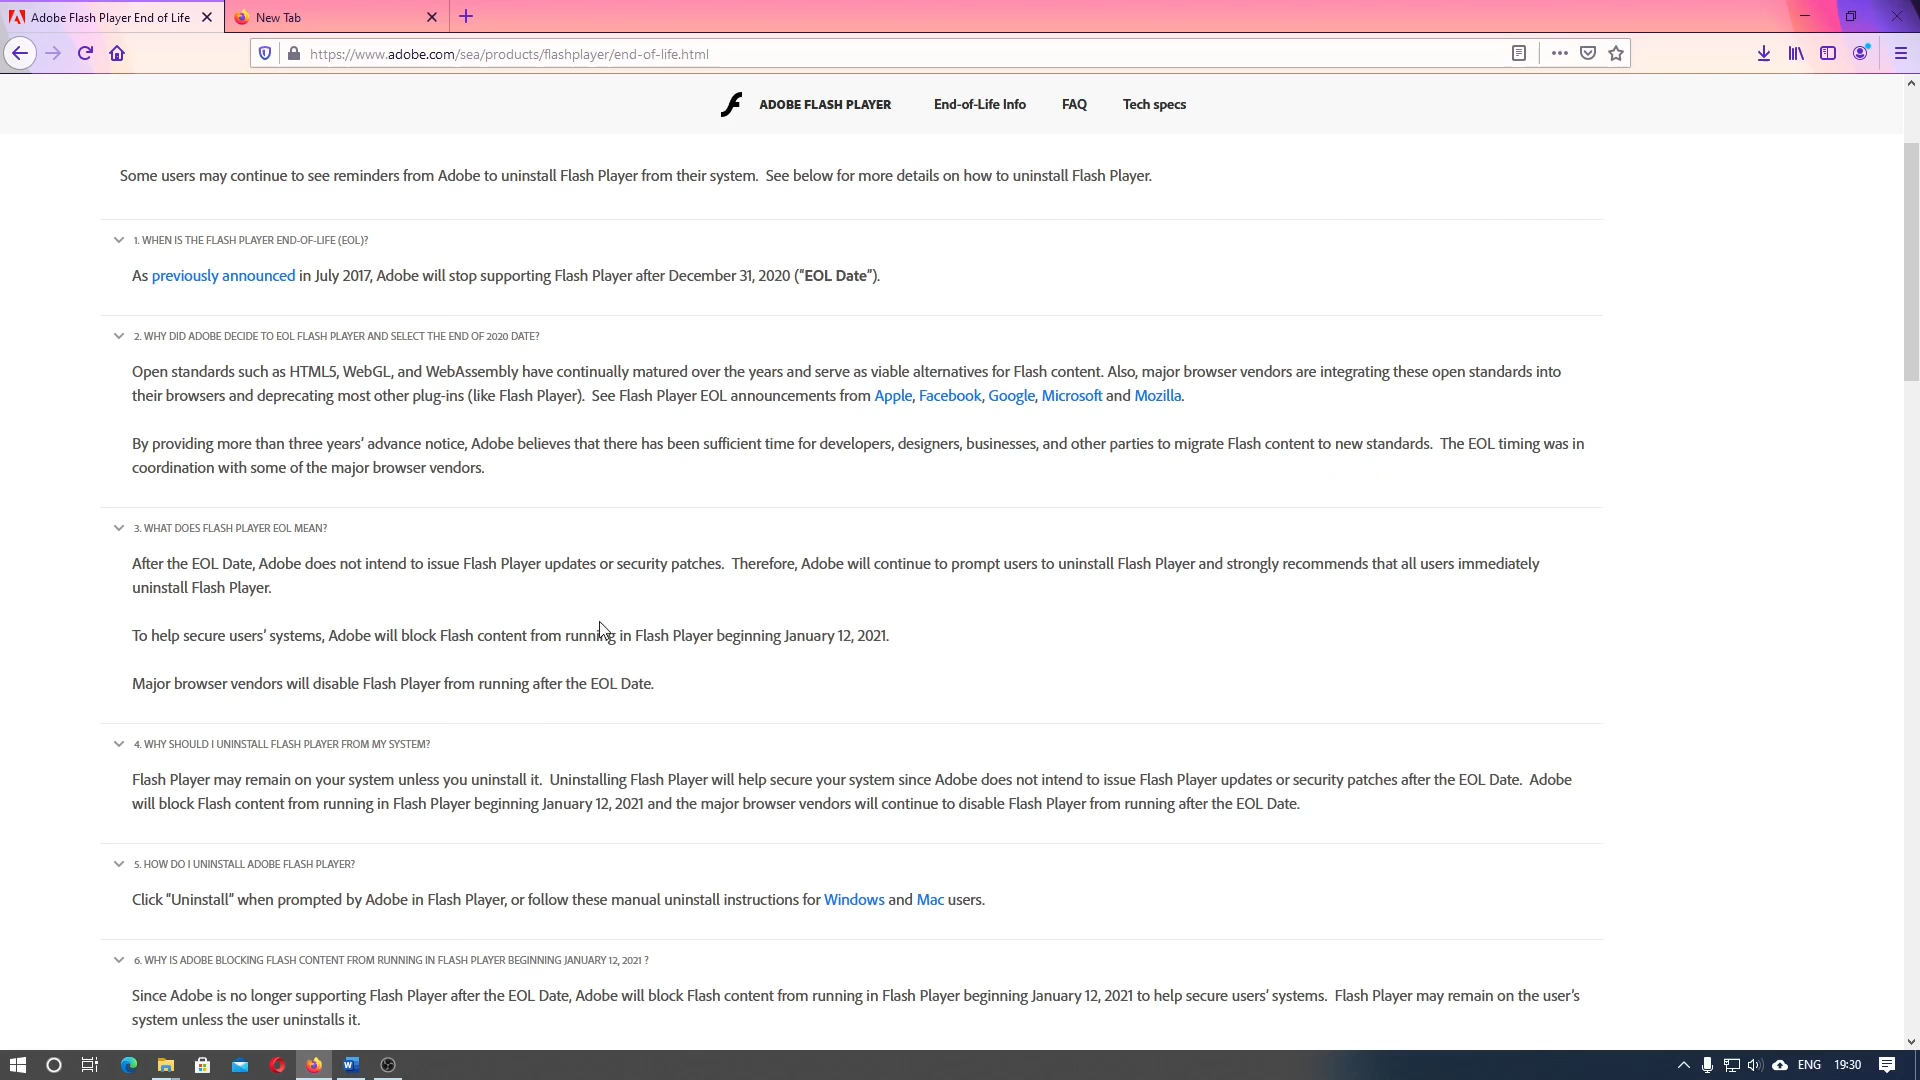 Adobe Flash Player End of Life
New Tab
https://www.adobe.com/sea/products/flashplayer/end-of-life.html
ADOBE FLASH PLAYER End-of-Life Info FAQ Tech specs
Some users may continue to see reminders from Adobe to uninstall Flash Player from their system. See below for more details on how to uninstall Flash Player.
1. WHEN IS THE FLASH PLAYER END-OF-LIFE (EOL)?
As previously announced in July 2017, Adobe will stop supporting Flash Player after December 31, 2020 (“EOL Date”).
2. WHY DID ADOBE DECIDE TO EOL FLASH PLAYER AND SELECT THE END OF 2020 DATE?
Open standards such as HTML5, WebGL, and WebAssembly have continually matured over the years and serve as viable alternatives for Flash content. Also, major browser vendors are integrating these open standards into
their browsers and deprecating most other plug-ins (like Flash Player). See Flash Player EOL announcements from Apple, Facebook, Google, Microsoft and Mozilla.
By providing more than three years’ advance notice, Adobe believes that there has been sufficient time for developers, designers, businesses, and other parties to migrate Flash content to new standards. The EOL timing was in
coordination with some of the major browser vendors.
3. WHAT DOES FLASH PLAYER EOL MEAN?
After the EOL Date, Adobe does not intend to issue Flash Player updates or security patches. Therefore, Adobe will continue to prompt users to uninstall Flash Player and strongly recommends that all users immediately
uninstall Flash Player.
To help secure users’ systems, Adobe will block Flash content from running in Flash Player beginning January 12, 2021.
Major browser vendors will disable Flash Player from running after the EOL Date.
4. WHY SHOULD I UNINSTALL FLASH PLAYER FROM MY SYSTEM?
Flash Player may remain on your system unless you uninstall it. Uninstalling Flash Player will help secure your system since Adobe does not intend to issue Flash Player updates or security patches after the EOL Date. Adobe
will block Flash content from running in Flash Player beginning January 12, 2021 and the major browser vendors will continue to disable Flash Player from running after the EOL Date.
5. HOW DO I UNINSTALL ADOBE FLASH PLAYER?
Click “Uninstall” when prompted by Adobe in Flash Player, or follow these manual uninstall instructions for Windows and Mac users.
6. WHY IS ADOBE BLOCKING FLASH CONTENT FROM RUNNING IN FLASH PLAYER BEGINNING JANUARY 12, 2021 ?
Since Adobe is no longer supporting Flash Player after the EOL Date, Adobe will block Flash content from running in Flash Player beginning January 12, 2021 to help secure users’ systems. Flash Player may remain on the user’s
system unless the user uninstalls it.
ENG 19:30